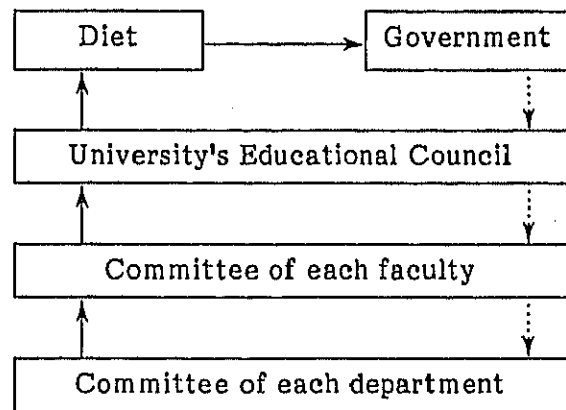 Diet
Government
University's Educational Council
Committee of each faculty
Committee of each department